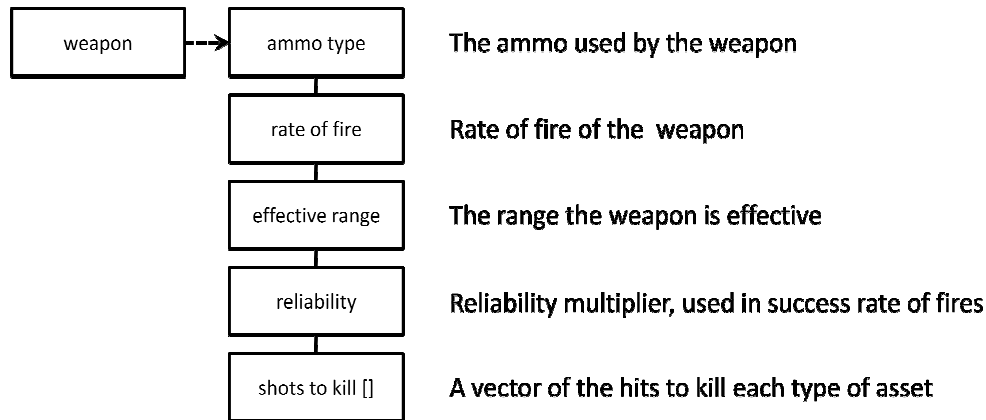 weapon
ammo type
The ammo used by the weapon
rate of fire
Rate of fire of the weapon
effective range
The range the weapon is effective
reliability
Reliability multiplier, used in success rate of fires
shots to kill []
A vector of the hits to kill each type of asset